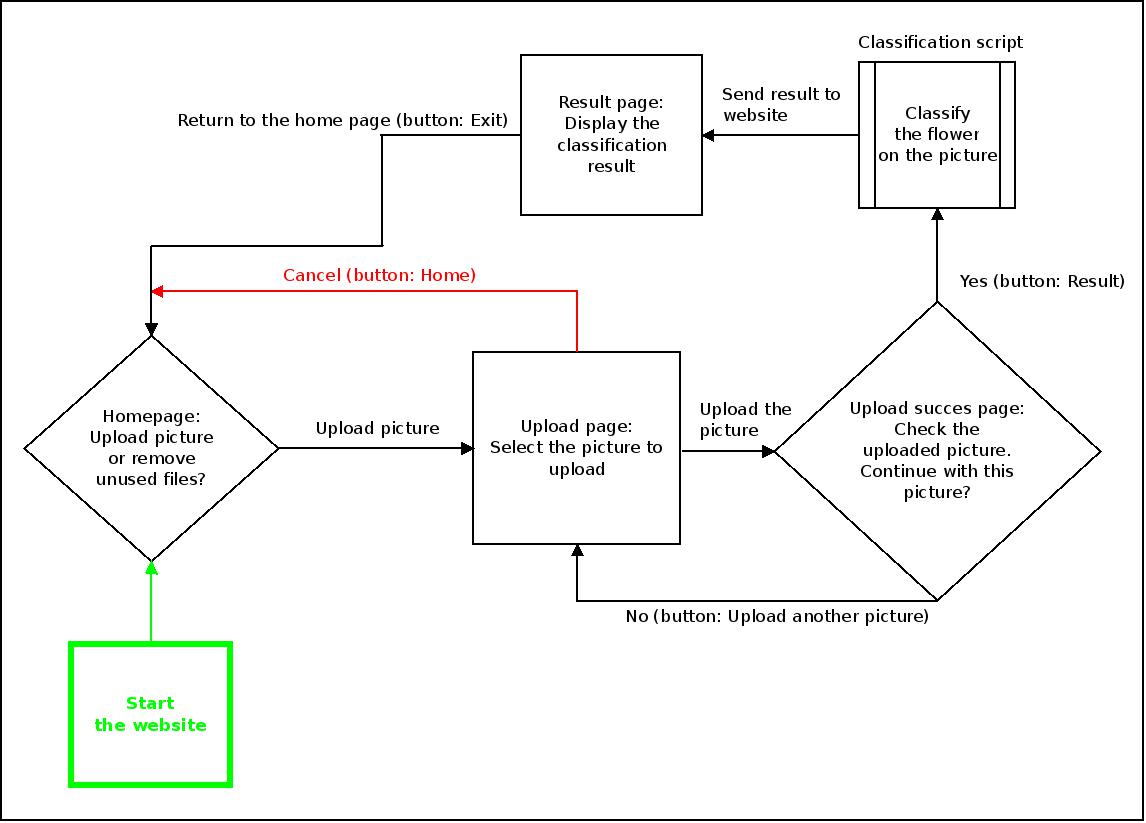 Classification script
Send result to
website
Classify
the flower
on the picture
Result page:
Display the
classification
result
Return to the home page (button: Exit)
Cancel (button: Home)
Yes (button: Result)
Homepage:
Upload picture
or remove
unused files?
Upload picture
Upload page:
Select the picture to
upload
Upload the
picture
Upload succes page:
Check the
uploaded picture.
Continue with this
picture?
No (button: Upload another picture)
Start
the website